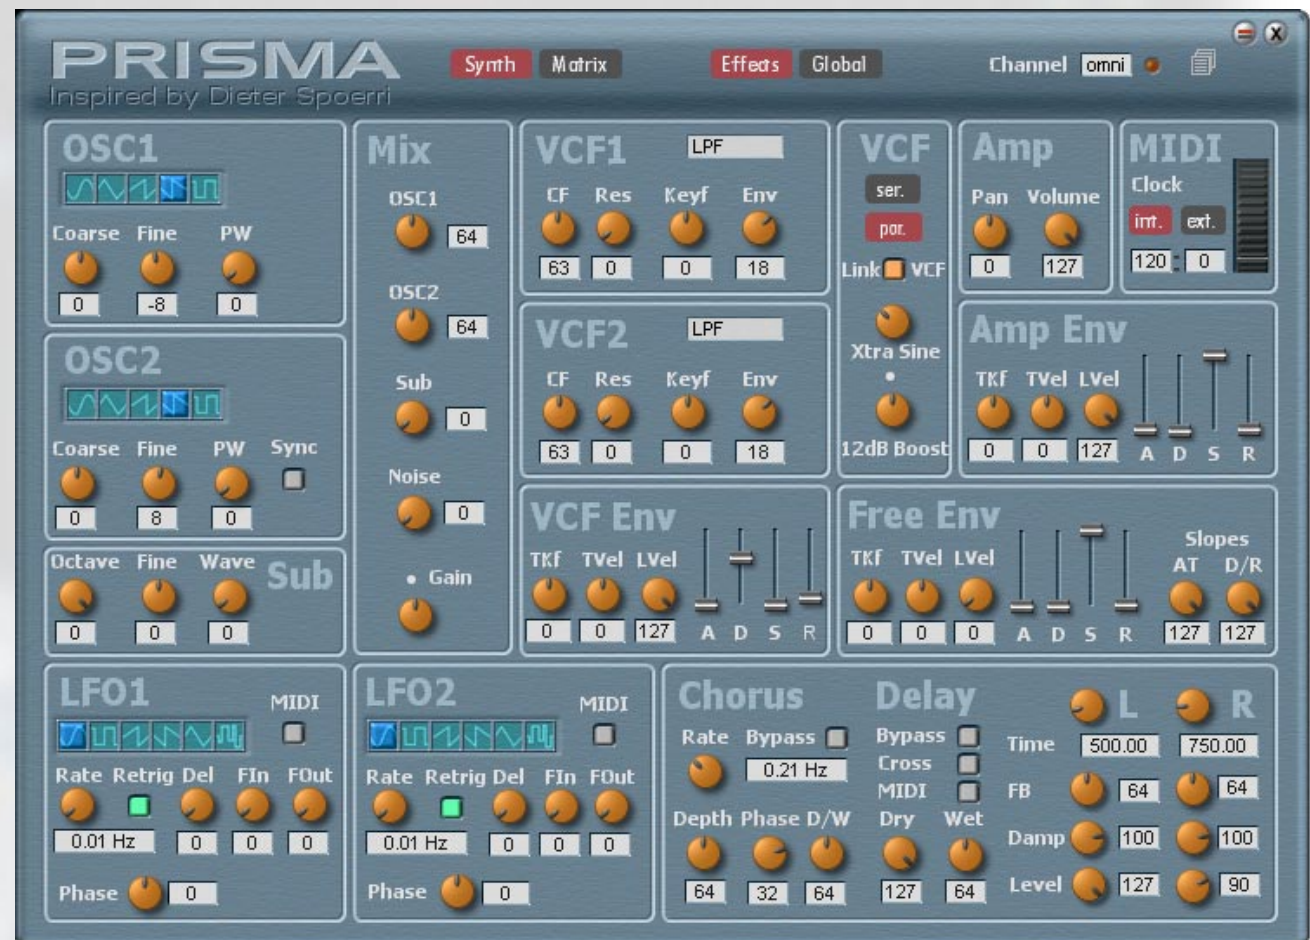 PRISMA
Inspired by Dieter Spoerri
Synth Matrix Effects Global Channel omni
OSC1
Coarse Fine PW
0 -8 0
OSC2
Coarse Fine PW Sync
0 8 0
Octave Fine Wave Sub
0 0 0
Mix
OSC1
64
OSC2
64
Sub
0
Noise
0
Gain
VCF1 LPF
CF Res Keyf Env
63 0 0 18
VCF2 LPF
CF Res Keyf Env
63 0 0 18
VCF
ser.
par.
Link VCF
Xtra Sine
12dB Boost
Amp
Pan Volume
0 127
MIDI
Clock
int. ext.
120 : 0
Amp Env
TKf TVel LVel
0 0 127 A D S R
VCF Env
TKf TVel LVel
0 0 127 A D S R
Free Env
Slopes
TKf TVel LVel AT D/R
0 0 0 A D S R 127 127
LFO1
MIDI
Rate Retrig Del FIn FOut
0.01 Hz 0 0 0
Phase 0
LFO2
MIDI
Rate Retrig Del FIn FOut
0.01 Hz 0 0 0
Phase 0
Chorus
Rate Bypass
0.21 Hz
Depth Phase D/W
64 32 64
Delay L R
Bypass
Cross
MIDI
Dry Wet
127 64
Time 500.00 750.00
FB 64 64
Damp 100 100
Level 127 90